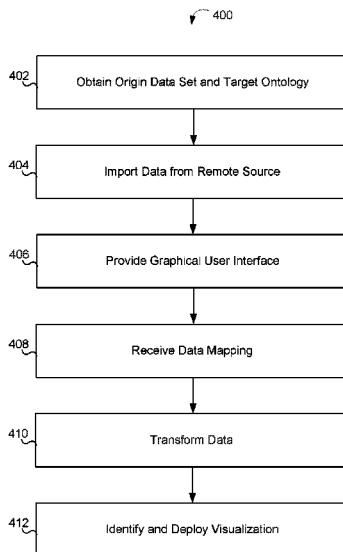 400
402
Obtain Origin Data Set and Target Ontology
404
Import Data from Remote Source
406
Provide Graphical User Interface
408
Receive Data Mapping
410
Transform Data
412
Identify and Deploy Visualization